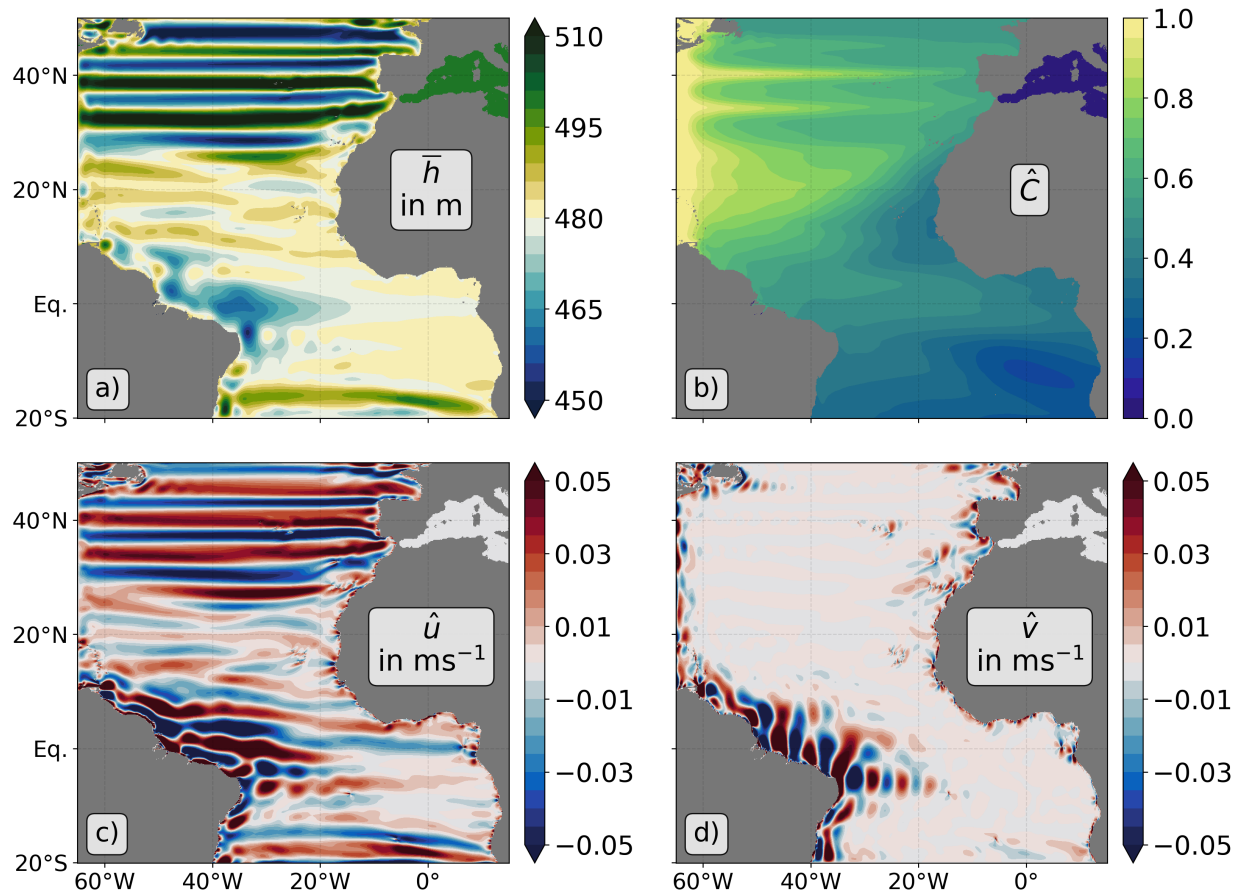 510
495
480
465
450
40°N
20°N
Eq.
20°S
h̅
in m
a)
1.0
0.8
0.6
0.4
0.2
0.0
Ĉ
b)
0.05
0.03
0.01
−0.01
−0.03
−0.05
40°N
20°N
Eq.
20°S
60°W
40°W
20°W
0°
û
in ms⁻¹
c)
0.05
0.03
0.01
−0.01
−0.03
−0.05
60°W
40°W
20°W
0°
v̂
in ms⁻¹
d)